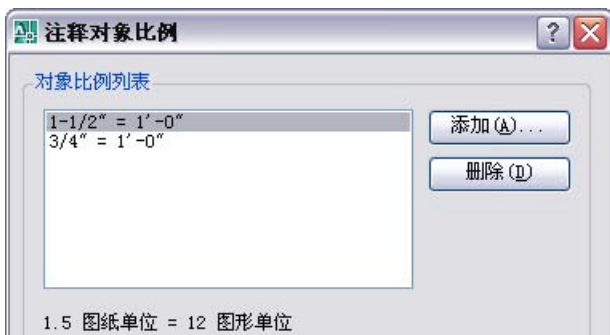 注释对象比例
对象比例列表
1-1/2″ = 1′-0″
3/4″ = 1′-0″
添加(A)...
删除(D)
1.5 图纸单位 = 12 图形单位